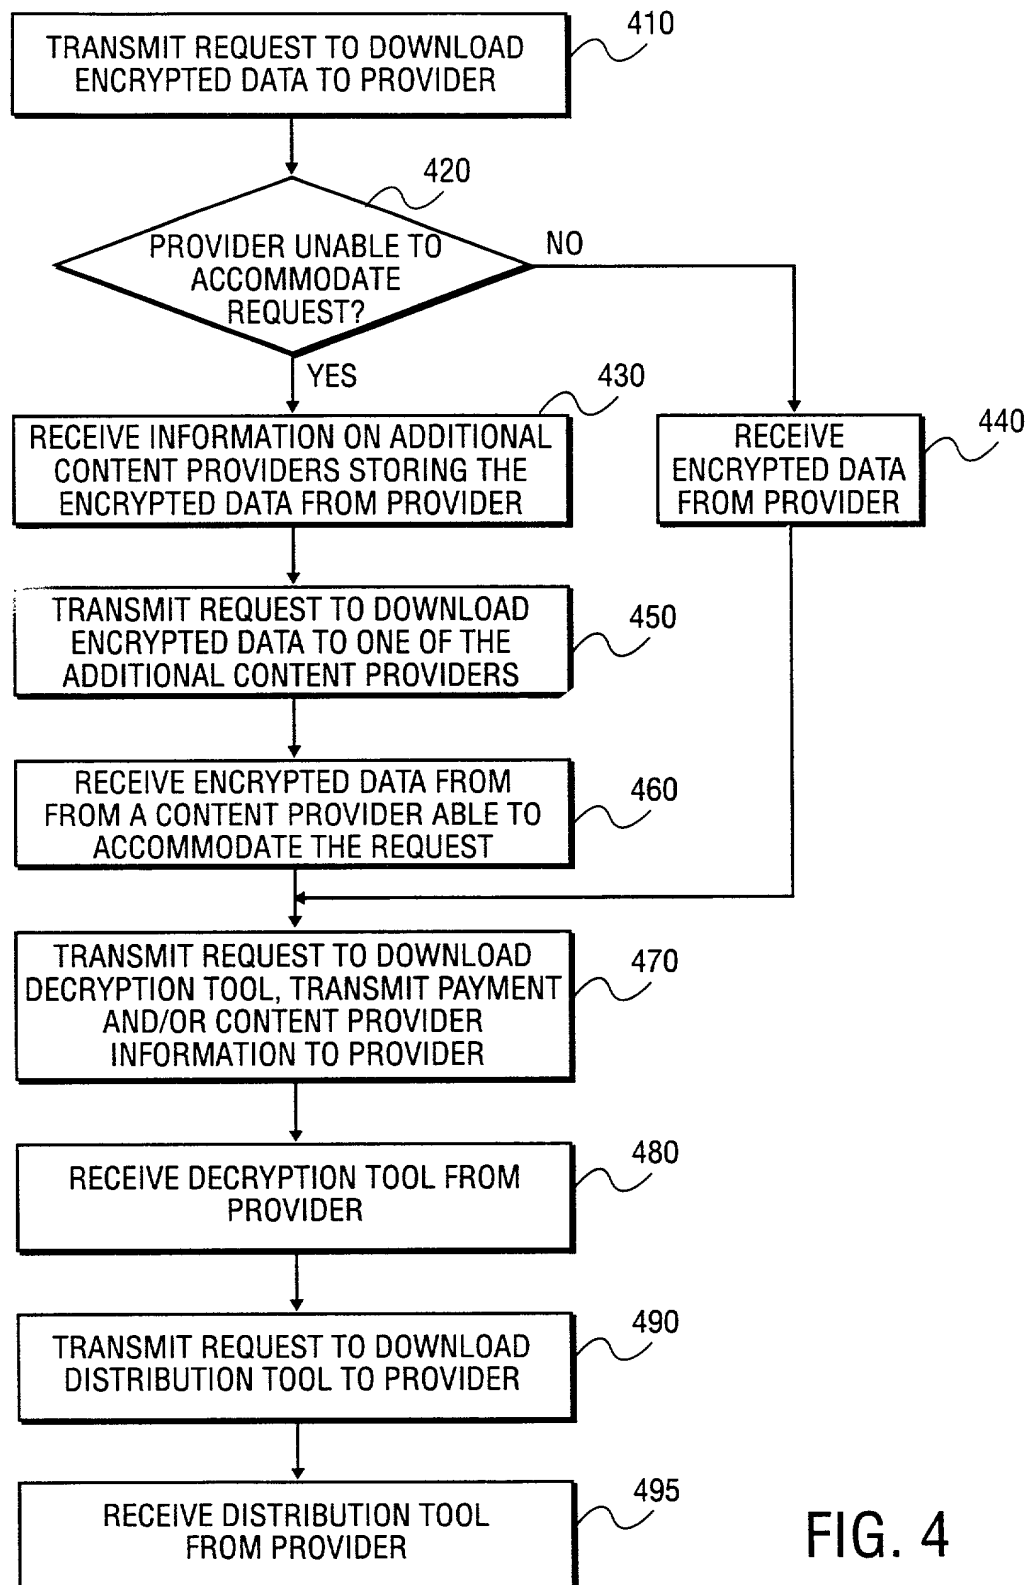 410
TRANSMIT REQUEST TO DOWNLOAD
ENCRYPTED DATA TO PROVIDER
420
PROVIDER UNABLE TO
ACCOMMODATE
REQUEST?
NO
YES
430
RECEIVE INFORMATION ON ADDITIONAL
CONTENT PROVIDERS STORING THE
ENCRYPTED DATA FROM PROVIDER
440
RECEIVE
ENCRYPTED DATA
FROM PROVIDER
TRANSMIT REQUEST TO DOWNLOAD
ENCRYPTED DATA TO ONE OF THE
ADDITIONAL CONTENT PROVIDERS
450
RECEIVE ENCRYPTED DATA FROM
FROM A CONTENT PROVIDER ABLE TO
ACCOMMODATE THE REQUEST
460
TRANSMIT REQUEST TO DOWNLOAD
DECRYPTION TOOL, TRANSMIT PAYMENT
AND/OR CONTENT PROVIDER
INFORMATION TO PROVIDER
470
RECEIVE DECRYPTION TOOL FROM
PROVIDER
480
TRANSMIT REQUEST TO DOWNLOAD
DISTRIBUTION TOOL TO PROVIDER
490
RECEIVE DISTRIBUTION TOOL
FROM PROVIDER
495
FIG. 4